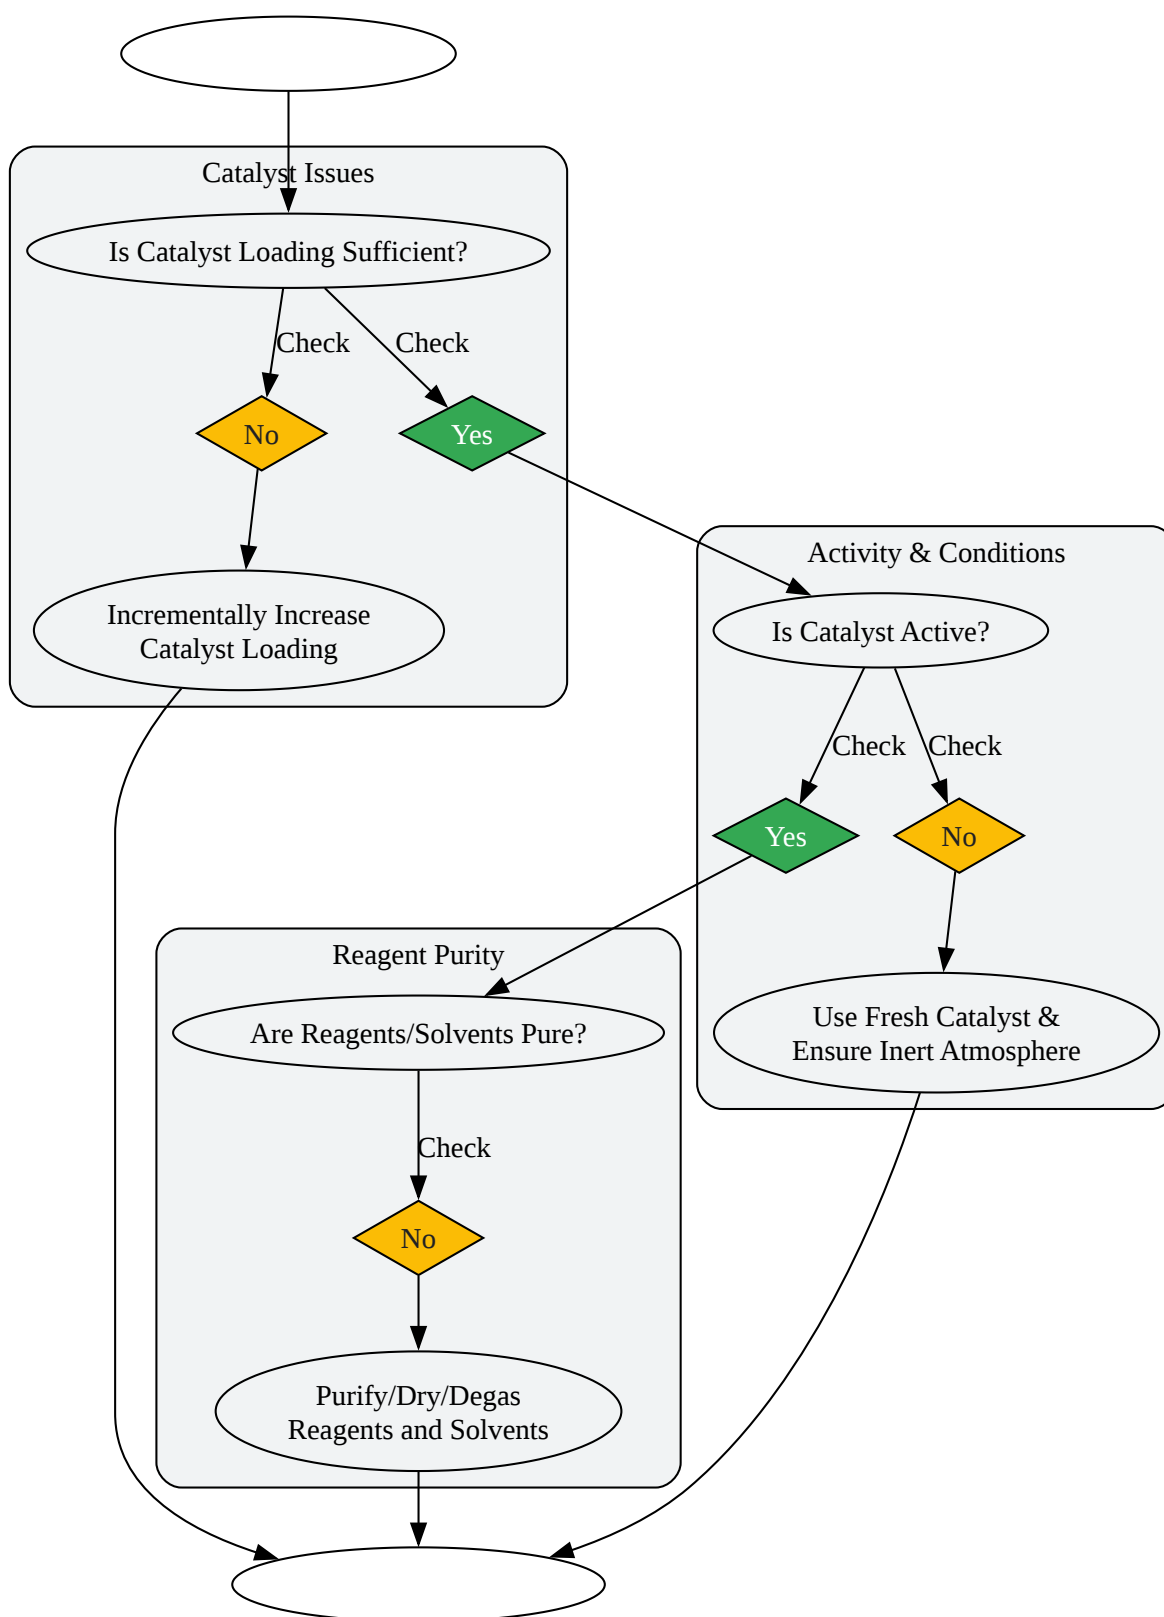 Catalyst Issues
Is Catalyst Loading Sufficient?
Check
Check
No
Yes
Incrementally Increase
Catalyst Loading
Activity & Conditions
Is Catalyst Active?
Check
Check
Yes
No
Use Fresh Catalyst &
Ensure Inert Atmosphere
Reagent Purity
Are Reagents/Solvents Pure?
Check
No
Purify/Dry/Degas
Reagents and Solvents